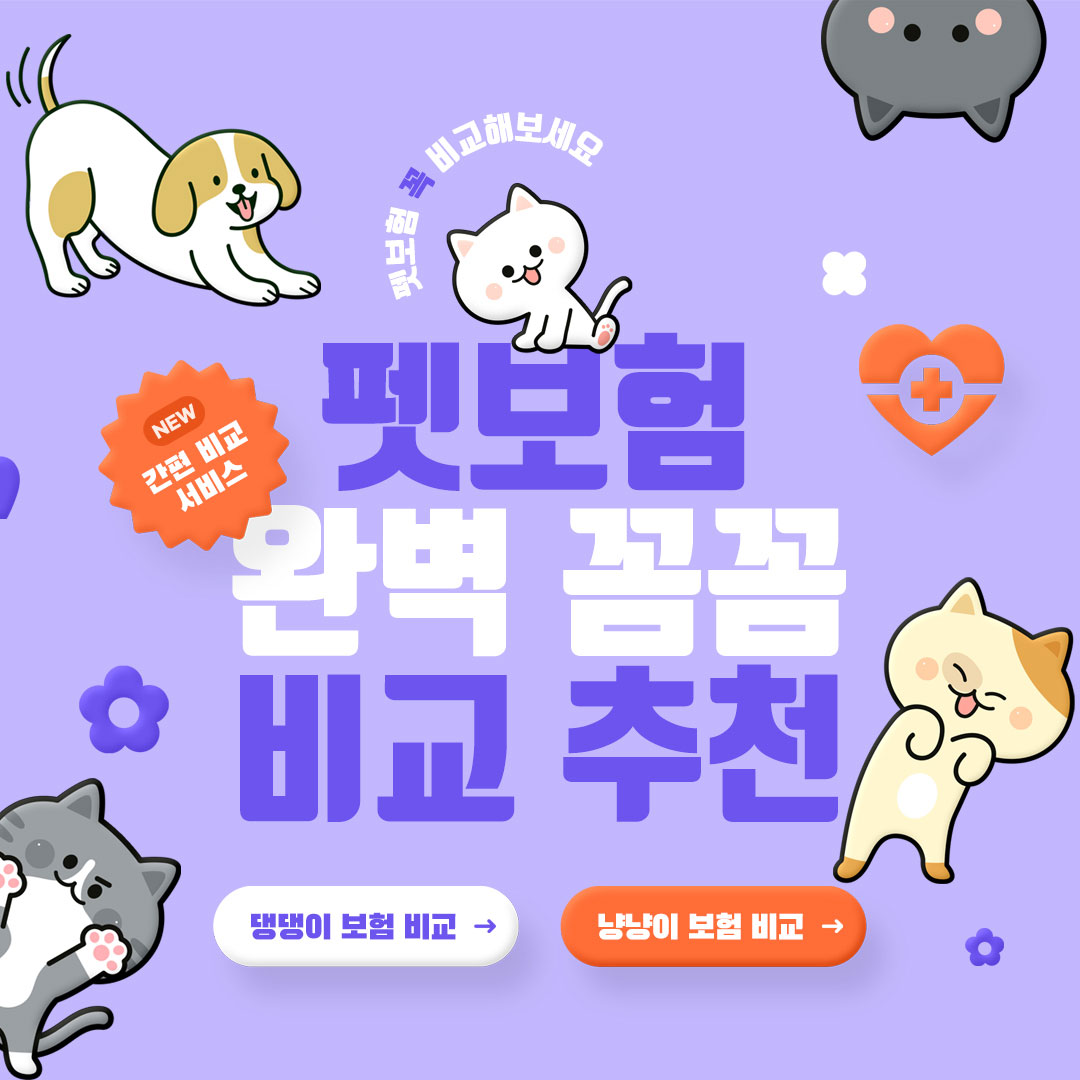 펫보험 꼭 비교해보세요
펫보험
NEW
간편 비교
서비스
완벽 꼼꼼
비교 추천
댕댕이 보험 비교 →
냥냥이 보험 비교 →